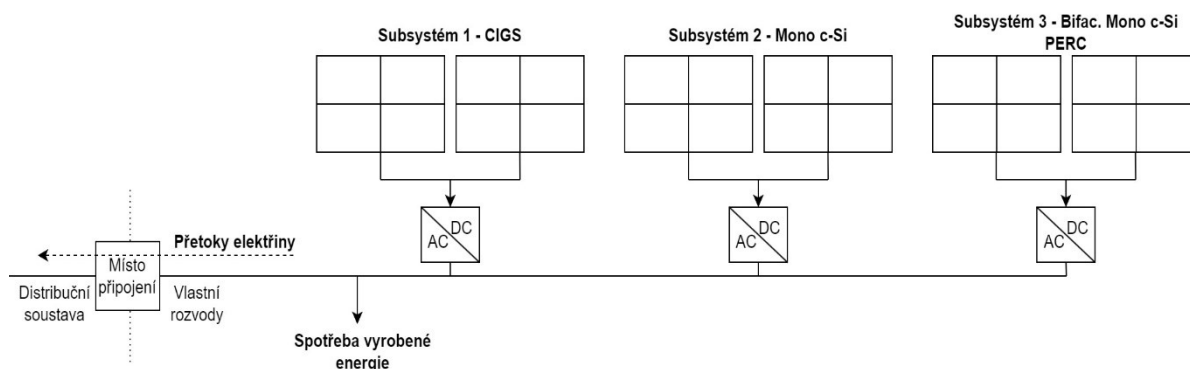 Subsystém 1 - CIGS
Subsystém 2 - Mono c-Si
Subsystém 3 - Bifac. Mono c-Si
PERC
DC
AC
DC
AC
DC
AC
Přetoky elektřiny
Místo
připojení
Distribuční
soustava
Vlastní
rozvody
Spotřeba vyrobené
energie